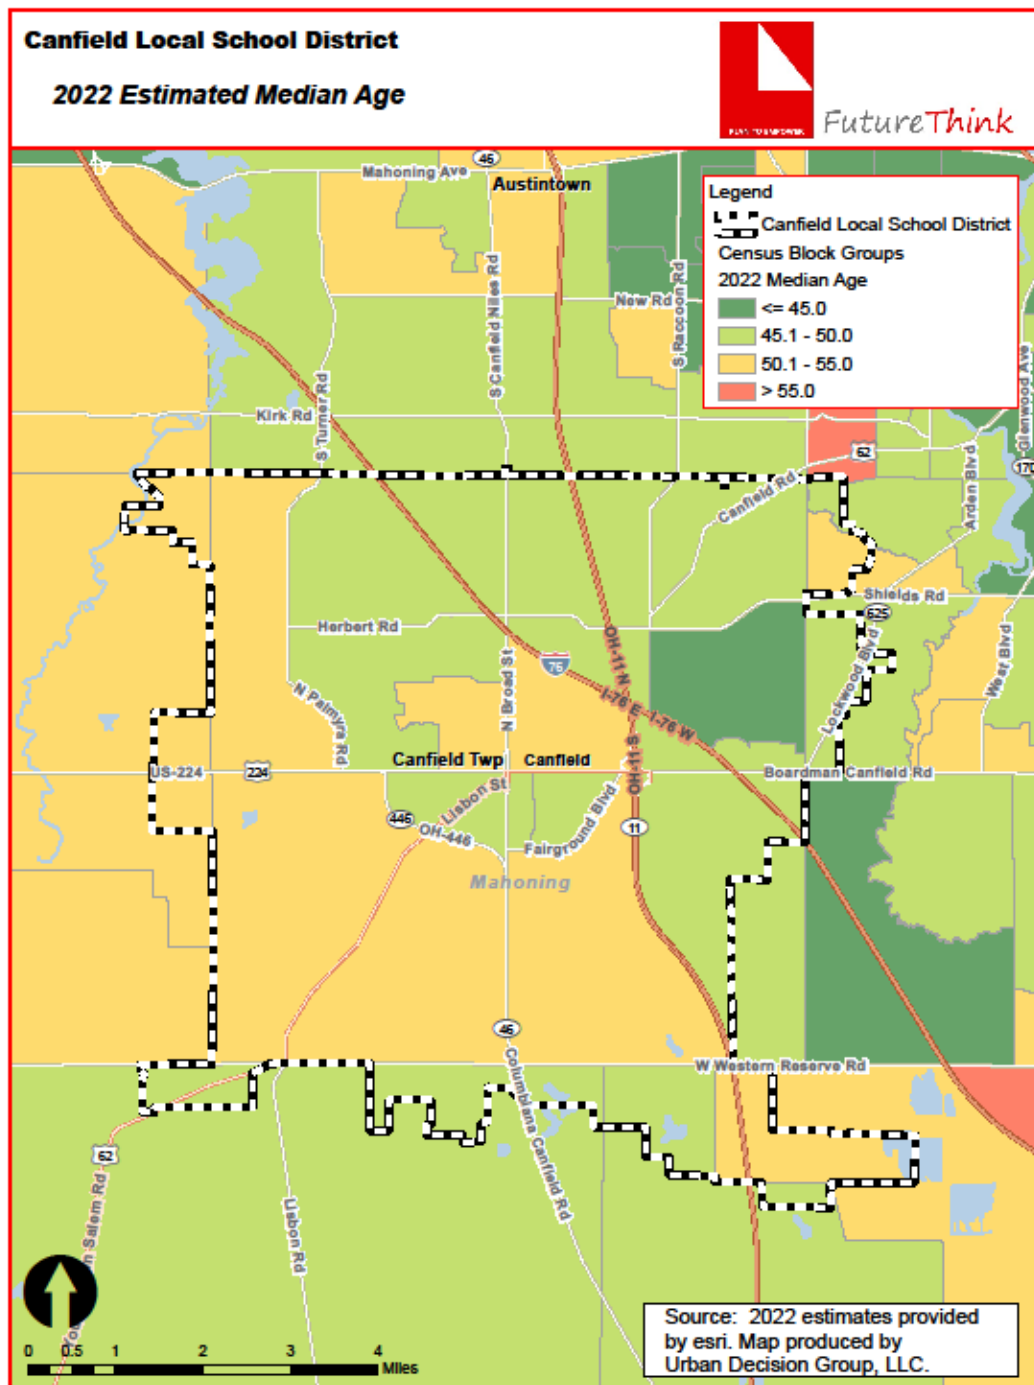 Canfield Local School District
2022 Estimated Median Age
PLAN TO EMPOWER
FutureThink
Mahoning Ave
46
Austintown
Legend
Canfield Local School District
Census Block Groups
2022 Median Age
<= 45.0
45.1 - 50.0
50.1 - 55.0
> 55.0
New Rd
S Raccoon Rd
S Canfield Niles Rd
S Turner Rd
Kirk Rd
Glenwood Ave
62
170
Canfield Rd
Arden Blvd
Shields Rd
625
Herbert Rd
OH-11 N
76
N Broad St
Lockwood Blvd
West Blvd
N Palmyra Rd
I-76 E
I-76 W
Canfield Twp
Canfield
OH-11 S
US-224
224
Boardman Canfield Rd
Lisbon St
446
OH-446
Fairground Blvd
11
Mahoning
46
W Western Reserve Rd
Columbiana Canfield Rd
62
Salem Rd
Lisbon Rd
0 0.5 1 2 3 4
Miles
Source: 2022 estimates provided
by esri. Map produced by
Urban Decision Group, LLC.